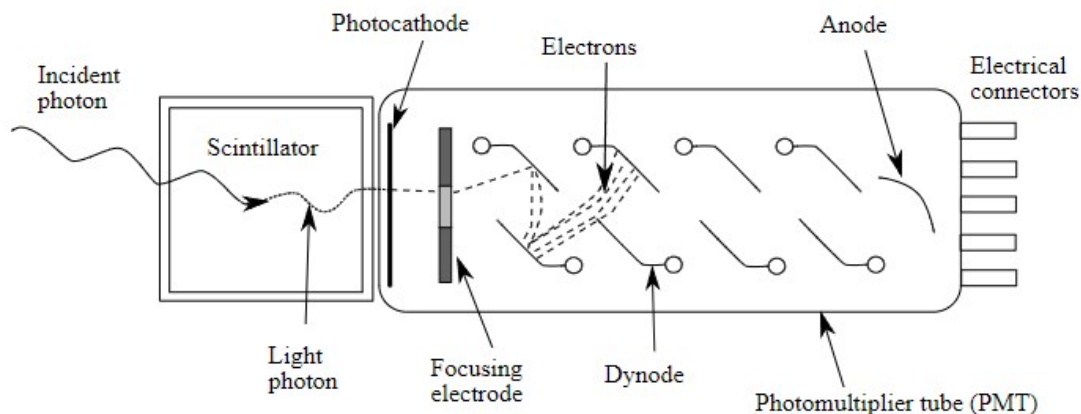 Photocathode
Electrons
Anode
Incident
photon
Electrical
connectors
Scintillator
Light
photon
Focusing
electrode
Dynode
Photomultiplier tube (PMT)